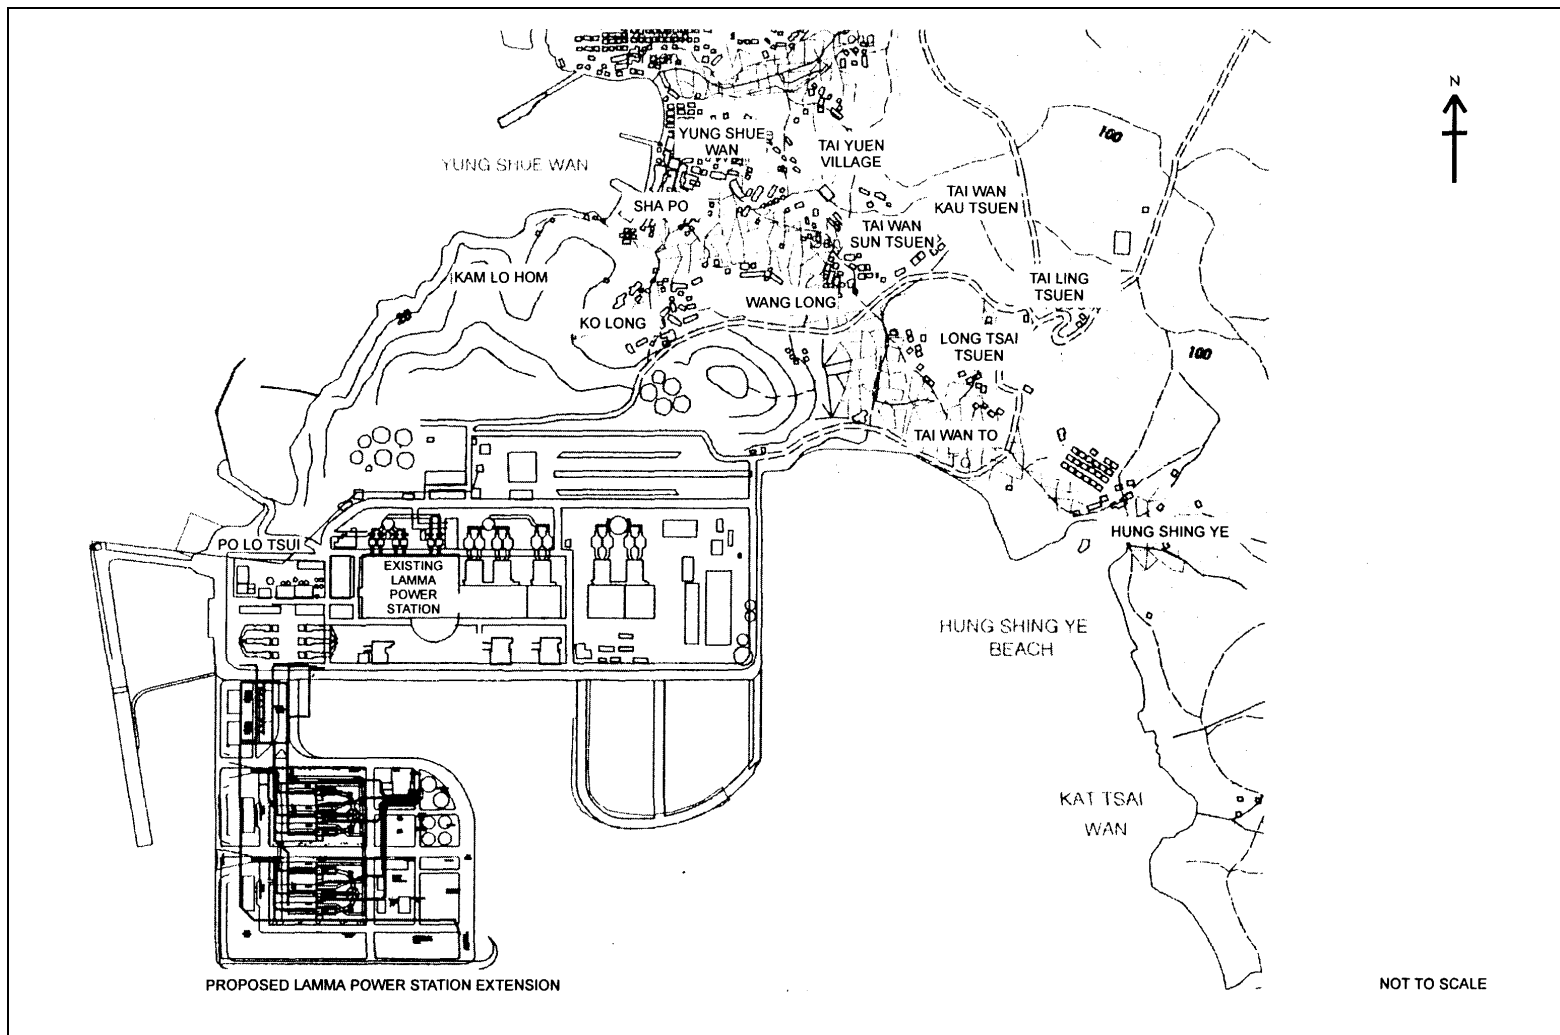 N
100
YUNG SHUE
WAN
YUNG SHUE WAN
TAI YUEN
VILLAGE
TAI WAN
KAU TSUEN
SHA PO
TAI WAN
SUN TSUEN
KAM LO HOM
TAI LING
TSUEN
WANG LONG
KO LONG
LONG TSAI
TSUEN
100
TAI WAN TO
HUNG SHING YE
PO LO TSUI
EXISTING
LAMMA
POWER
STATION
HUNG SHING YE
BEACH
KAT TSAI
WAN
PROPOSED LAMMA POWER STATION EXTENSION
NOT TO SCALE